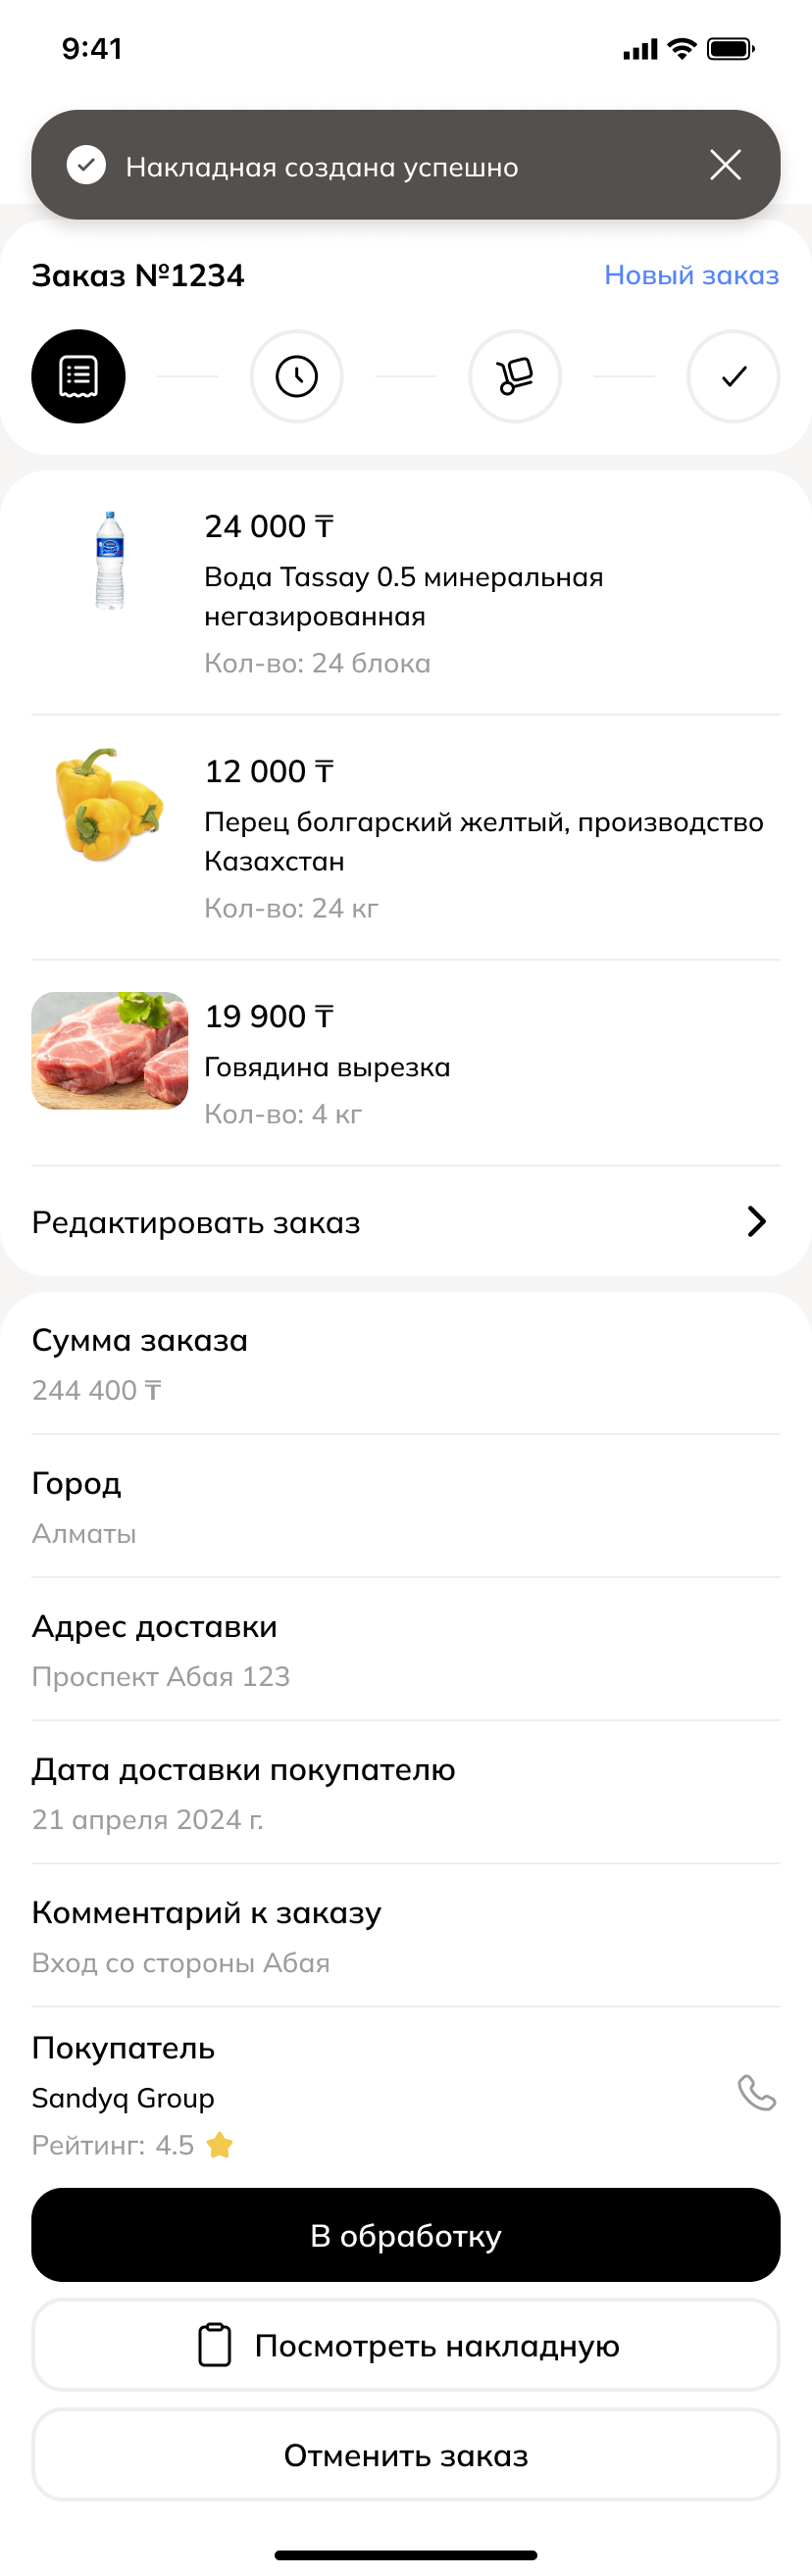 9:41
Накладная создана успешно
Заказ №1234
Новый заказ
24 000 ₸
Вода Tassay 0.5 минеральная
негазированная
Кол-во: 24 блока
12 000 ₸
Перец болгарский желтый, производство
Казахстан
Кол-во: 24 кг
19 900 ₸
Говядина вырезка
Кол-во: 4 кг
Редактировать заказ
Сумма заказа
244 400 ₸
Город
Алматы
Адрес доставки
Проспект Абая 123
Дата доставки покупателю
21 апреля 2024 г.
Комментарий к заказу
Вход со стороны Абая
Покупатель
Sandyq Group
Рейтинг: 4.5
В обработку
Посмотреть накладную
Отменить заказ